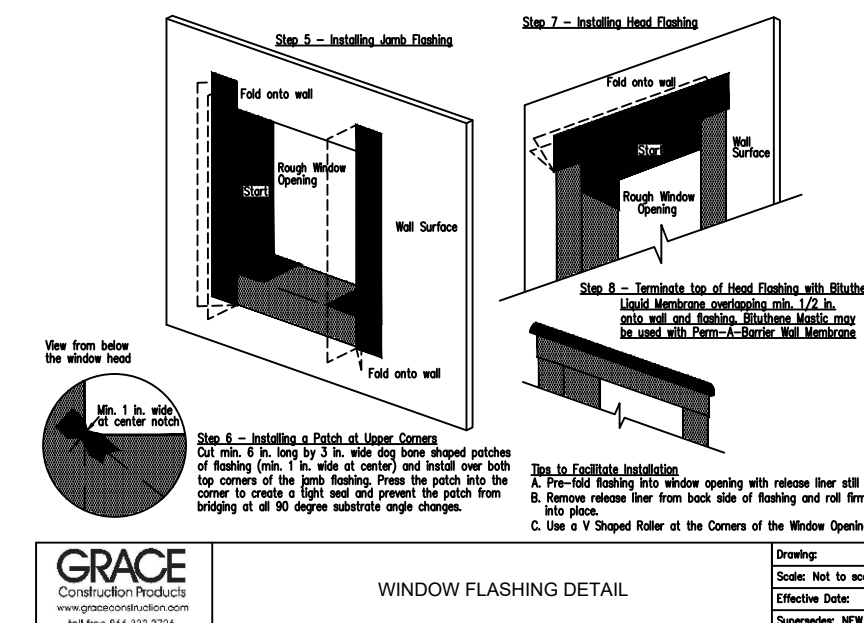 Step 5 - Installing Jamb Flashing
Fold onto wall
Rough Window
Opening
Start
Wall Surface
Fold onto wall
View from below
the window head
Min. 1 in. wide
at center notch
Step 6 - Installing a Patch at Upper Corners
Cut min. 6 in. long by 3 in. wide dog bone shaped patches
of flashing (min. 1 in. wide at center) and install over both
top corners of the jamb flashing. Press the patch into the
corner to create a tight seal and prevent the patch from
bridging at all 90 degree substrate angle changes.
Step 7 - Installing Head Flashing
Fold onto wall
Start
Wall
Surface
Rough Window
Opening
Step 8 - Terminate top of Head Flashing with Bituthe
Liquid Membrane overlapping min. 1/2 in.
onto wall and flashing. Bituthene Mastic may
be used with Perm-A-Barrier Wall Membrane
Tips to Facilitate Installation
A. Pre-fold flashing into window opening with release liner still
B. Remove release liner from back side of flashing and roll firm
into place.
C. Use a V Shaped Roller at the Corners of the Window Openin
GRACE
Construction Products
www.graceconstruction.com
WINDOW FLASHING DETAIL
Drawing:
Scale: Not to sc
Effective Date:
Supersedes: NEW